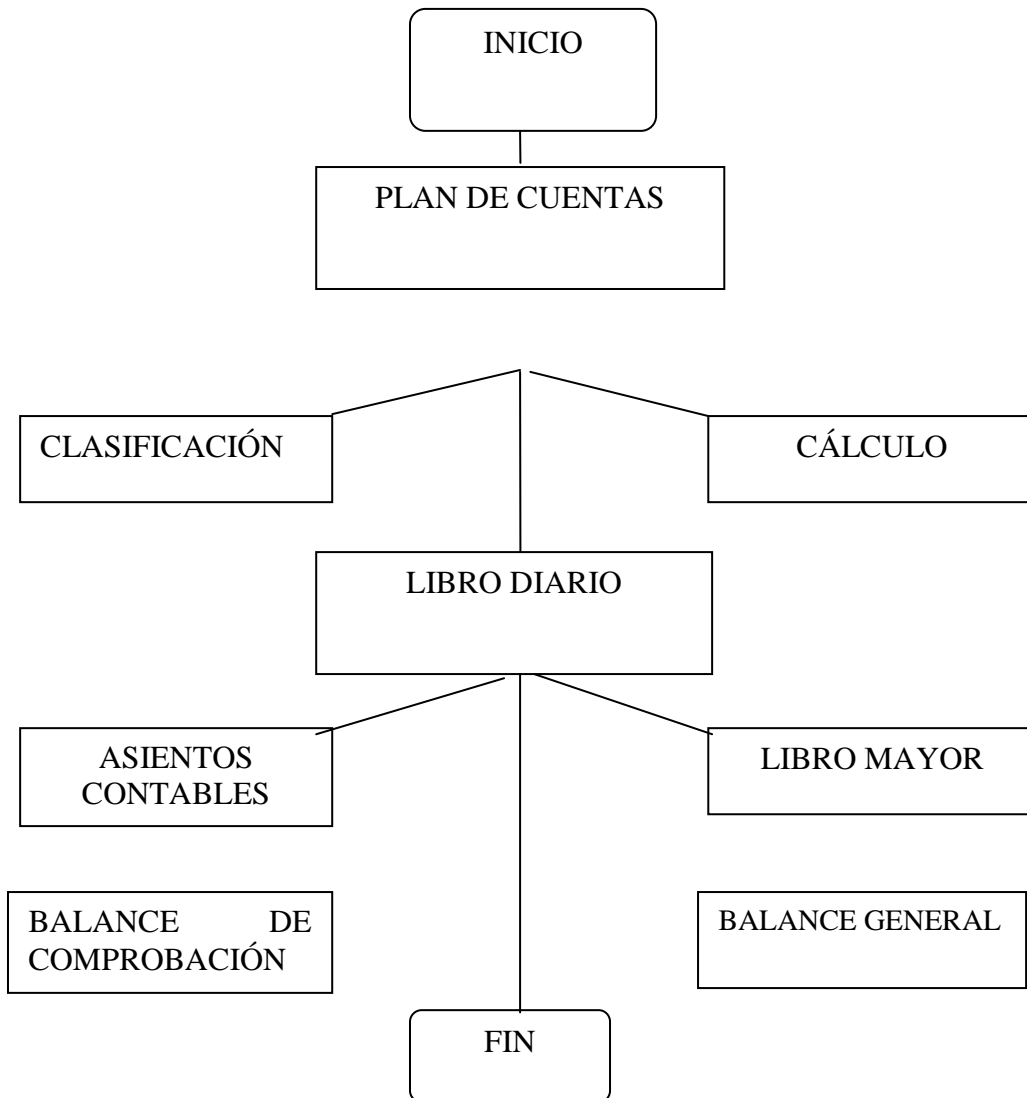 INICIO
PLAN DE CUENTAS
CLASIFICACIÓN
CÁLCULO
LIBRO DIARIO
ASIENTOS
CONTABLES
LIBRO MAYOR
BALANCE DE
COMPROBACIÓN
BALANCE GENERAL
FIN